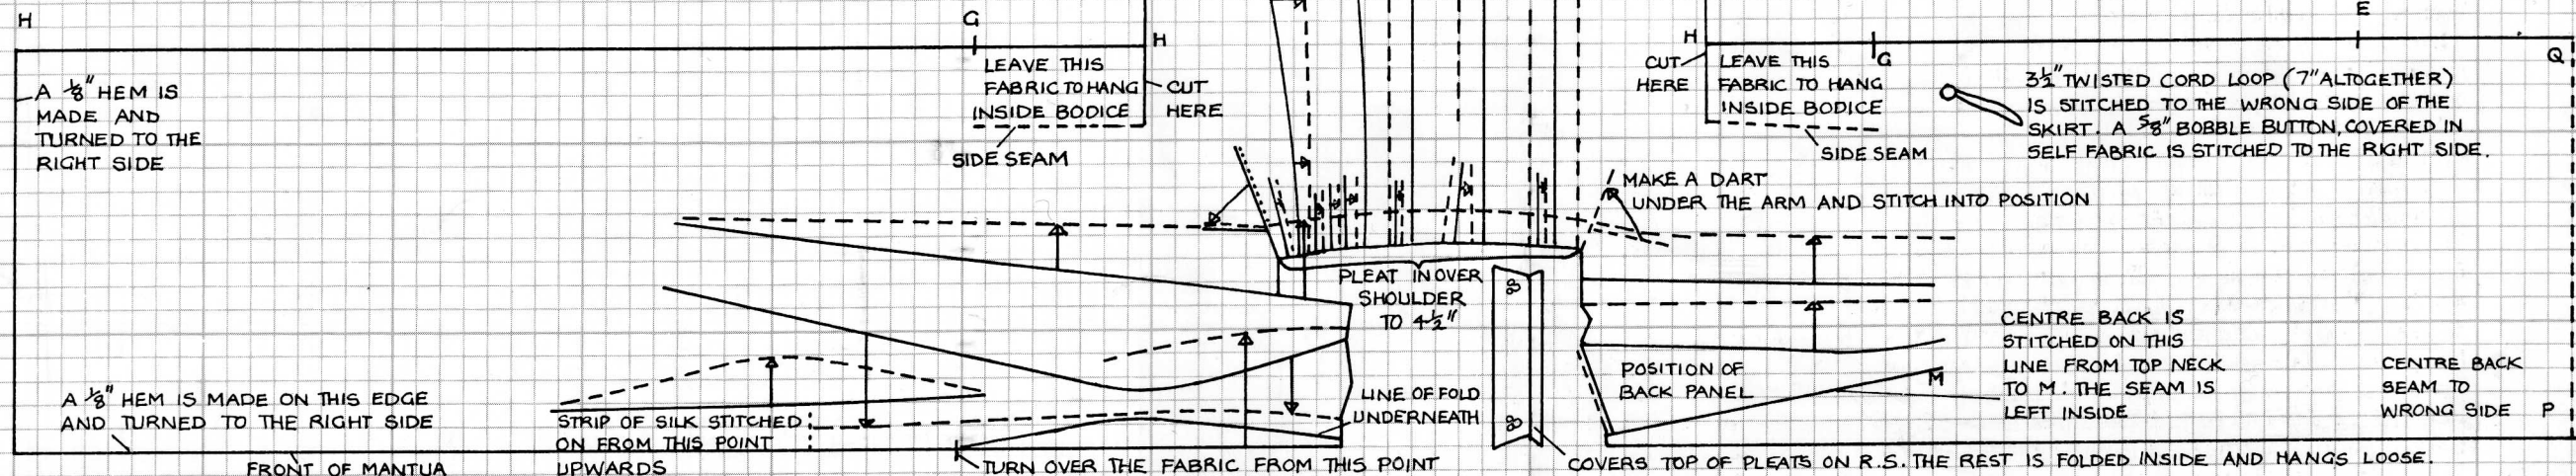 H
G
H
H
G
E
Q
A 1/8" HEM IS
MADE AND
TURNED TO THE
RIGHT SIDE
LEAVE THIS
FABRIC TO HANG
INSIDE BODICE
CUT
HERE
SIDE SEAM
CUT
HERE
LEAVE THIS
FABRIC TO HANG
INSIDE BODICE
SIDE SEAM
3½" TWISTED CORD LOOP (7" ALTOGETHER)
IS STITCHED TO THE WRONG SIDE OF THE
SKIRT. A 5/8" BOBBLE BUTTON, COVERED IN
SELF FABRIC IS STITCHED TO THE RIGHT SIDE.
MAKE A DART
UNDER THE ARM AND STITCH INTO POSITION
PLEAT IN OVER
SHOULDER
TO 4½"
POSITION OF
BACK PANEL
M
CENTRE BACK IS
STITCHED ON THIS
LINE FROM TOP NECK
TO M. THE SEAM IS
LEFT INSIDE
CENTRE BACK
SEAM TO
WRONG SIDE
P
A 1/8" HEM IS MADE ON THIS EDGE
AND TURNED TO THE RIGHT SIDE
FRONT OF MANTUA
STRIP OF SILK STITCHED
ON FROM THIS POINT
UPWARDS
LINE OF FOLD
UNDERNEATH
TURN OVER THE FABRIC FROM THIS POINT
COVERS TOP OF PLEATS ON R.S. THE REST IS FOLDED INSIDE AND HANGS LOOSE.